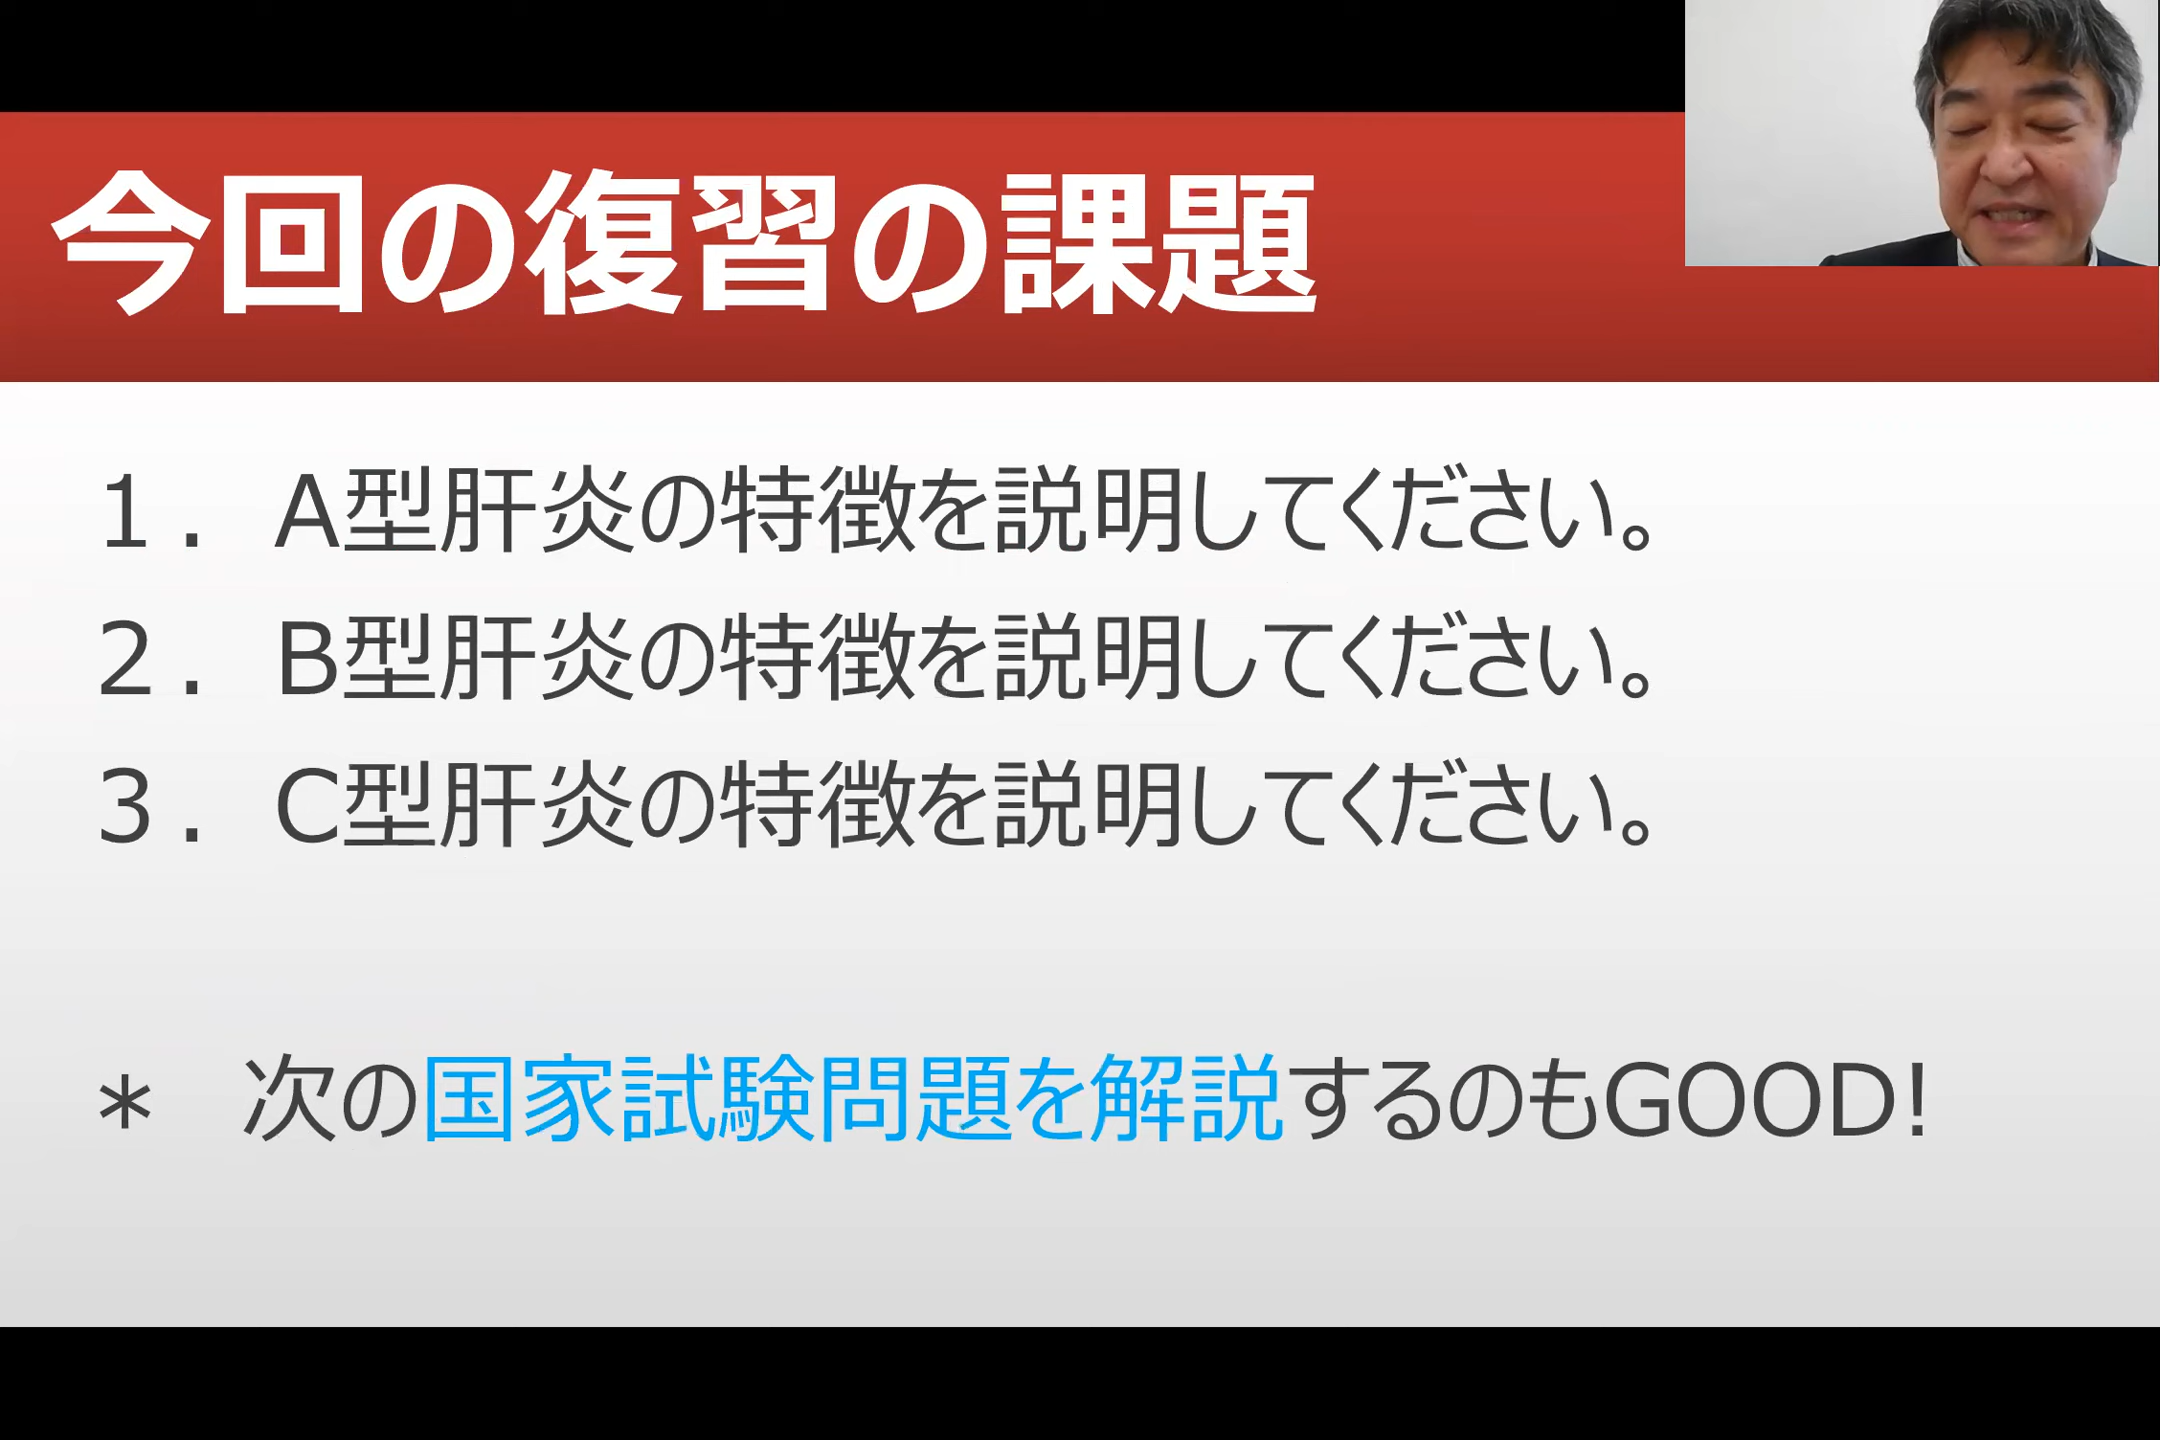 今回の復習の課題
１． A型肝炎の特徴を説明してください。
２． B型肝炎の特徴を説明してください。
３． C型肝炎の特徴を説明してください。
＊ 次の国家試験問題を解説するのもGOOD!